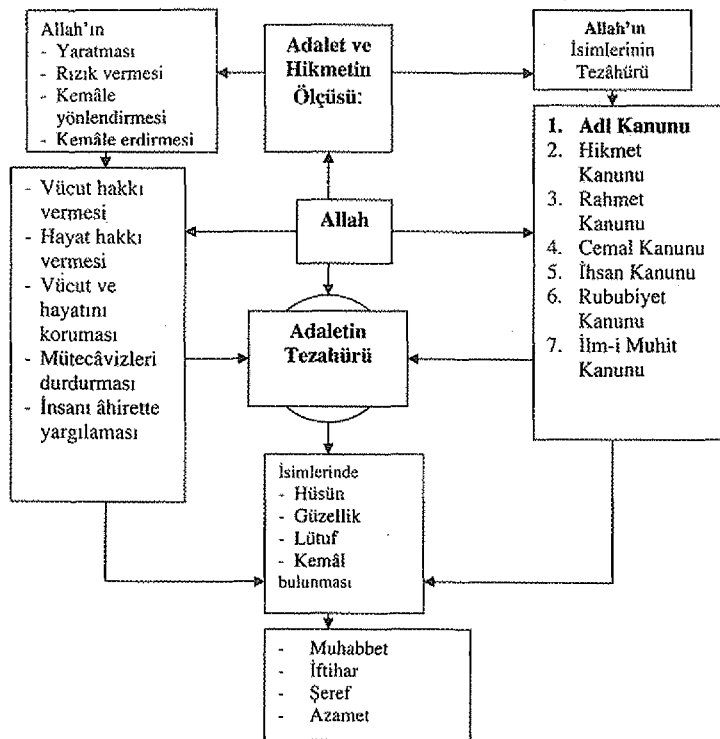 Allah'ın
- Yaratması
- Rızık vermesi
- Kemâle
yönlendirmesi
- Kemâle erdirmesi
Adalet ve
Hikmetin
Ölçüsü:
Allah'ın
İsimlerinin
Tezâhürü
- Vücut hakkı
vermesi
- Hayat hakkı
vermesi
- Vücut ve
hayatını
koruması
- Mütecâvizleri
durdurması
- İnsanı âhirette
yargılaması
Allah
1. Adl Kanunu
2. Hikmet
Kanunu
3. Rahmet
Kanunu
4. Cemal Kanunu
5. İhsan Kanunu
6. Rububiyet
Kanunu
7. İlm-i Muhit
Kanunu
Adaletin
Tezahürü
İsimlerinde
- Hüsün
- Güzellik
- Lütuf
- Kemâl
bulunması
- Muhabbet
- İftihar
- Şeref
- Azamet